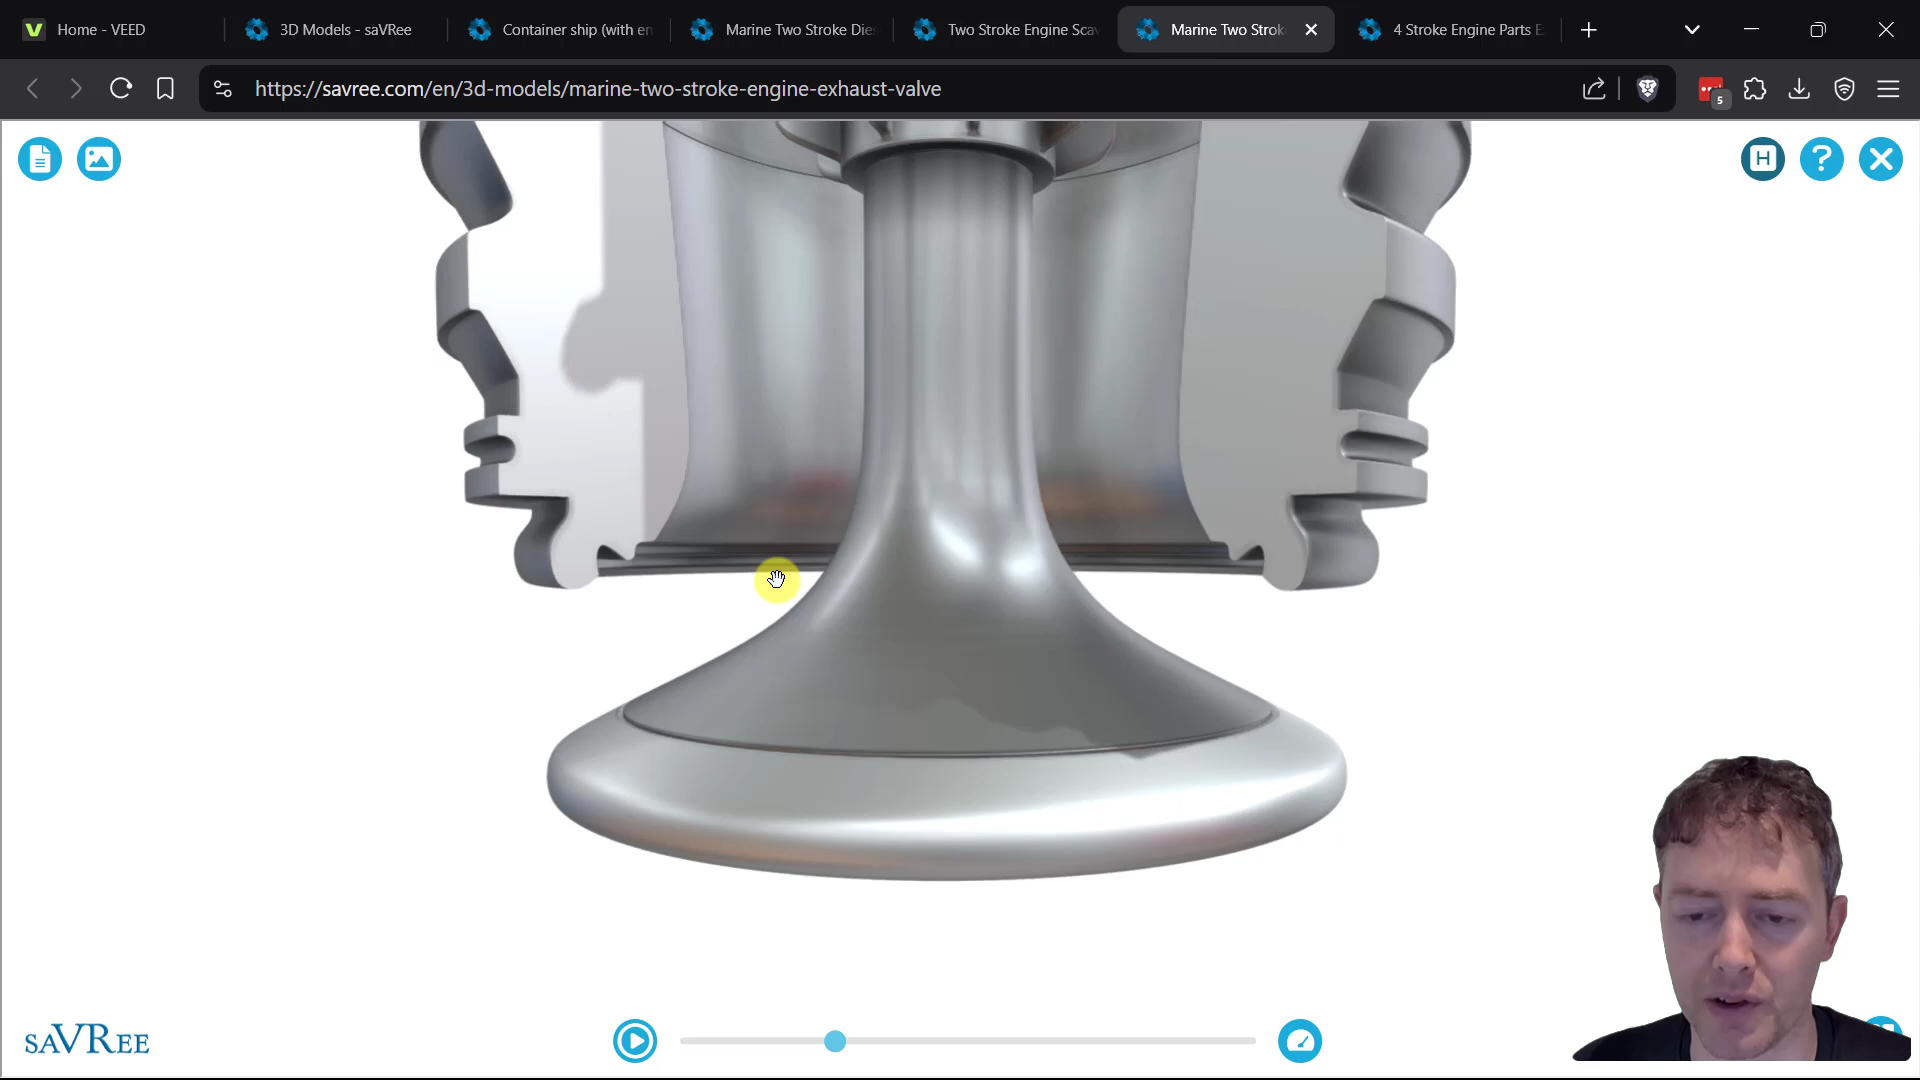 Home - VEED
3D Models - saVRee
Container ship (with en
Marine Two Stroke Die
Two Stroke Engine Sca
Marine Two Strok
4 Stroke Engine Parts E
https://savree.com/en/3d-models/marine-two-stroke-engine-exhaust-valve
5
H
?
saVRee